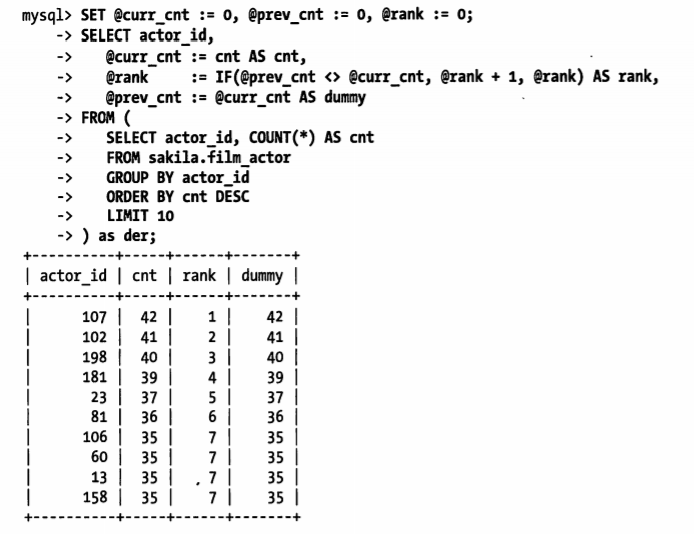 mysql> SET @curr_cnt := 0, @prev_cnt := 0, @rank := 0;
    -> SELECT actor_id,
    ->    @curr_cnt := cnt AS cnt,
    ->    @rank     := IF(@prev_cnt <> @curr_cnt, @rank + 1, @rank) AS rank,
    ->    @prev_cnt := @curr_cnt AS dummy
    -> FROM (
    ->    SELECT actor_id, COUNT(*) AS cnt
    ->    FROM sakila.film_actor
    ->    GROUP BY actor_id
    ->    ORDER BY cnt DESC
    ->    LIMIT 10
    -> ) as der;
+----------+-----+------+-------+
| actor_id | cnt | rank | dummy |
+----------+-----+------+-------+
|      107 |  42 |    1 |    42 |
|      102 |  41 |    2 |    41 |
|      198 |  40 |    3 |    40 |
|      181 |  39 |    4 |    39 |
|       23 |  37 |    5 |    37 |
|       81 |  36 |    6 |    36 |
|      106 |  35 |    7 |    35 |
|       60 |  35 |    7 |    35 |
|       13 |  35 |    7 |    35 |
|      158 |  35 |    7 |    35 |
+----------+-----+------+-------+